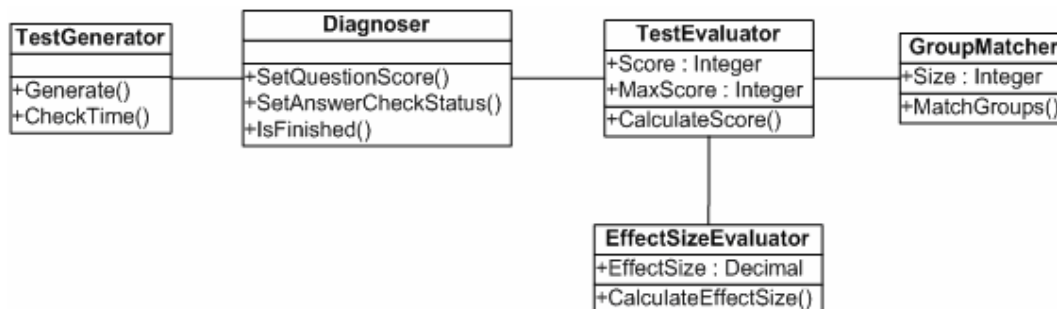 TestGenerator
+Generate()
+CheckTime()
Diagnoser
+SetQuestionScore()
+SetAnswerCheckStatus()
+IsFinished()
TestEvaluator
+Score : Integer
+MaxScore : Integer
+CalculateScore()
GroupMatcher
+Size : Integer
+MatchGroups()
EffectSizeEvaluator
+EffectSize : Decimal
+CalculateEffectSize()